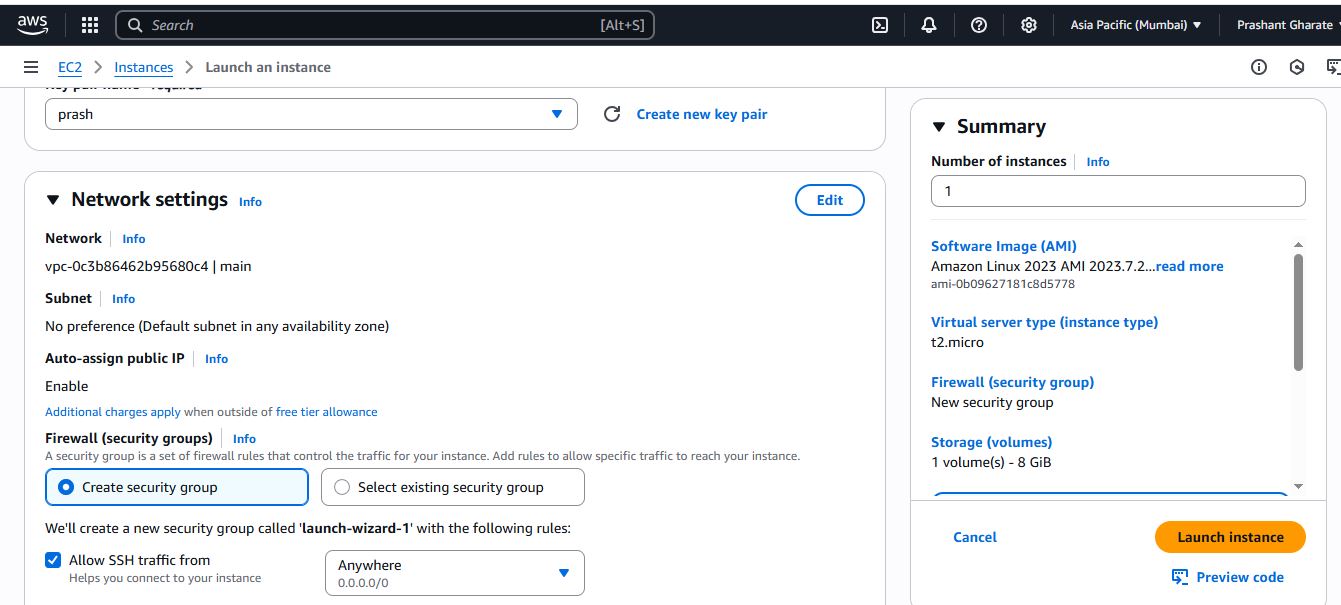 aws
Search
[Alt+S]
Asia Pacific (Mumbai)
Prashant Gharate
EC2 > Instances > Launch an instance
Key pair name - required
prash
Create new key pair
Network settings Info
Edit
Network Info
vpc-0c3b86462b95680c4 | main
Subnet Info
No preference (Default subnet in any availability zone)
Auto-assign public IP Info
Enable
Additional charges apply when outside of free tier allowance
Firewall (security groups) Info
A security group is a set of firewall rules that control the traffic for your instance. Add rules to allow specific traffic to reach your instance.
Create security group
Select existing security group
We'll create a new security group called 'launch-wizard-1' with the following rules:
Allow SSH traffic from
Helps you connect to your instance
Anywhere
0.0.0.0/0
Summary
Number of instances Info
1
Software Image (AMI)
Amazon Linux 2023 AMI 2023.7.2...read more
ami-0b09627181c8d5778
Virtual server type (instance type)
t2.micro
Firewall (security group)
New security group
Storage (volumes)
1 volume(s) - 8 GiB
Cancel
Launch instance
Preview code